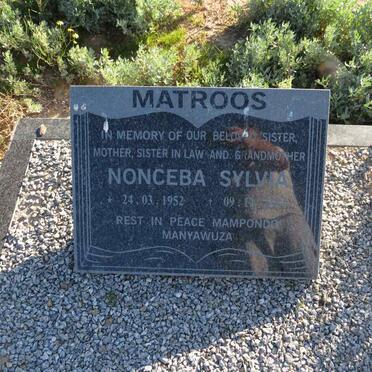 MATROOS
IN MEMORY OF OUR BELOVED SISTER,
MOTHER, SISTER IN LAW AND GRANDMOTHER
NONCEBA SYLVIA
* 24.03.1952 + 09.
REST IN PEACE MAMPONDO
MANYAWUZA